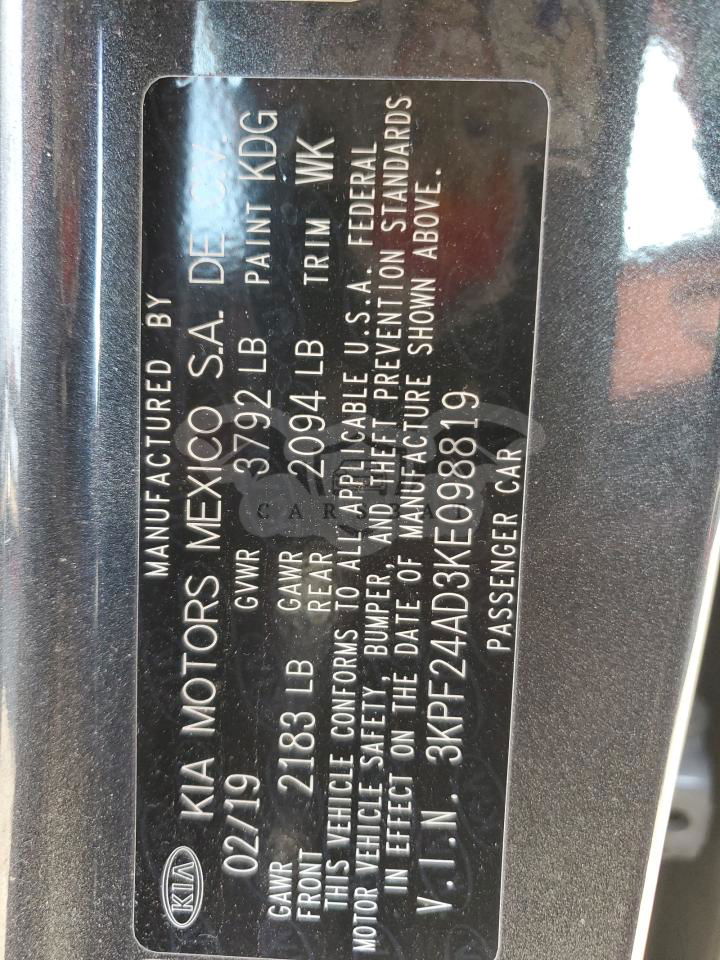 MANUFACTURED BY
KIA KIA MOTORS MEXICO S.A. DE C.V.
02/19 GVWR 3792 LB PAINT KDG
GAWR FRONT 2183 LB GAWR REAR 2094 LB TRIM WK
THIS VEHICLE CONFORMS TO ALL APPLICABLE U.S.A. FEDERAL
MOTOR VEHICLE SAFETY, BUMPER, AND THEFT PREVENTION STANDARDS
IN EFFECT ON THE DATE OF MANUFACTURE SHOWN ABOVE.
V.I.N. 3KPF24AD3KE098819
PASSENGER CAR